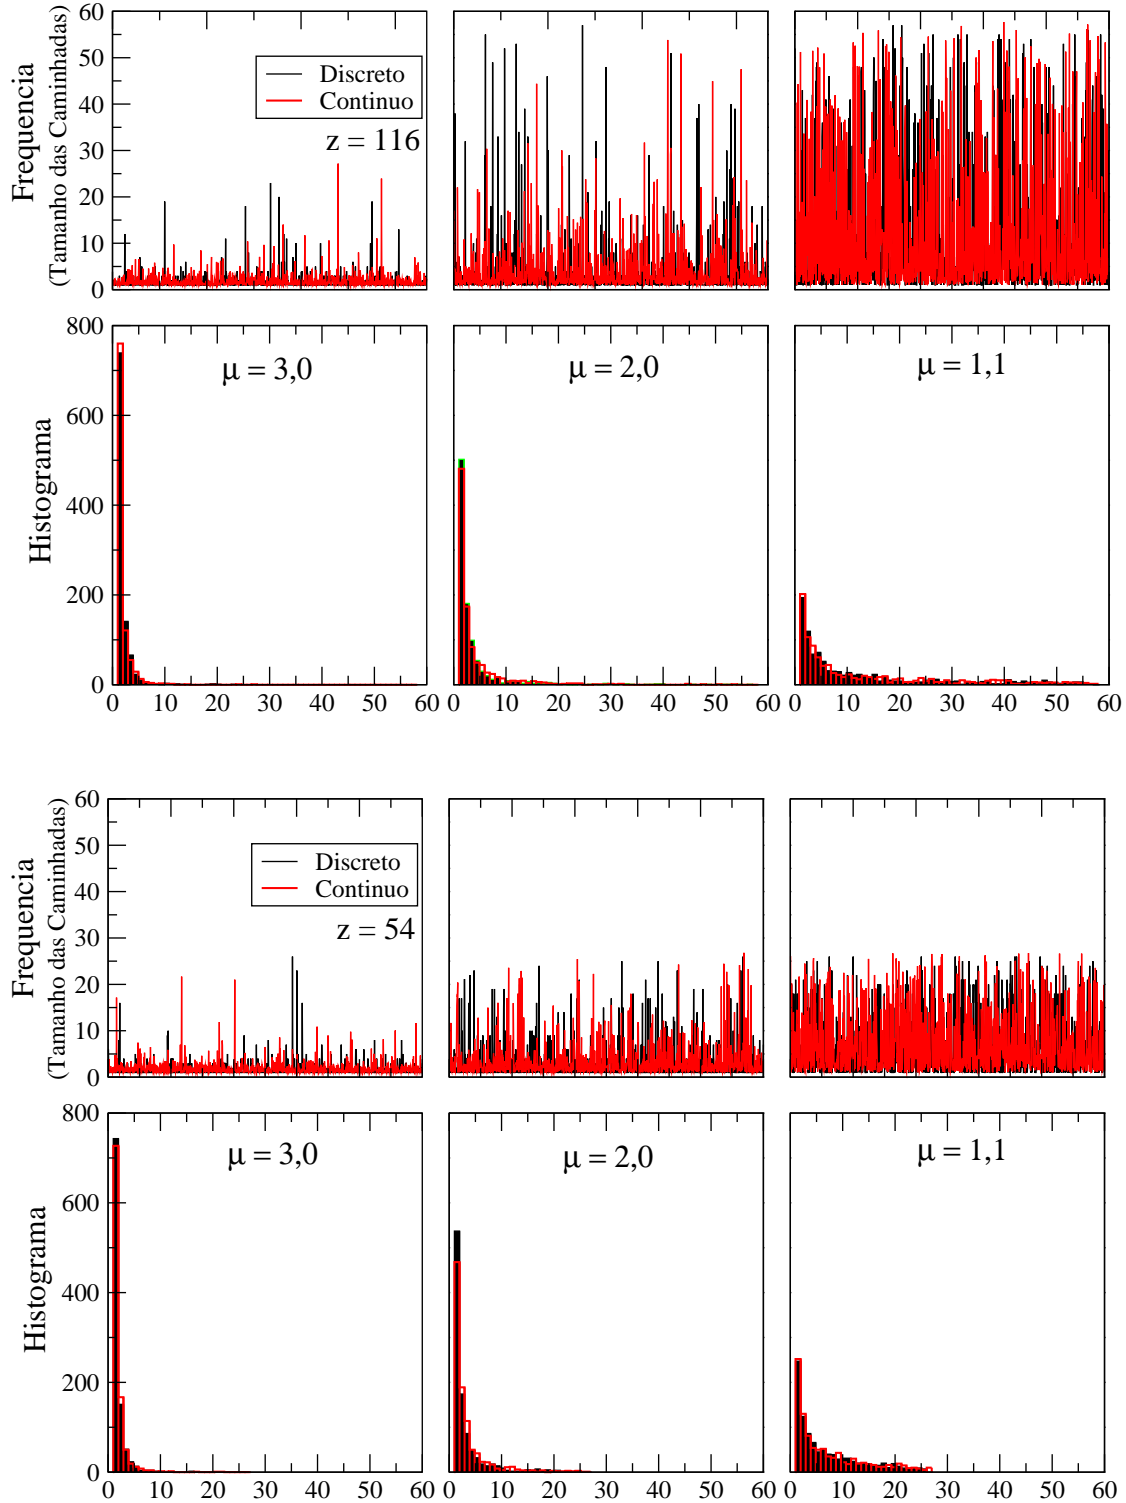 60
50
40
30
20
10
0
Frequencia
(Tamanho das Caminhadas)
Discreto
Continuo
z = 116
800
600
400
200
0
Histograma
μ = 3,0
μ = 2,0
μ = 1,1
0 10 20 30 40 50 60
0 10 20 30 40 50 60
0 10 20 30 40 50 60
60
50
40
30
20
10
0
Frequencia
(Tamanho das Caminhadas)
Discreto
Continuo
z = 54
800
600
400
200
0
Histograma
μ = 3,0
μ = 2,0
μ = 1,1
0 10 20 30 40 50 60
0 10 20 30 40 50 60
0 10 20 30 40 50 60